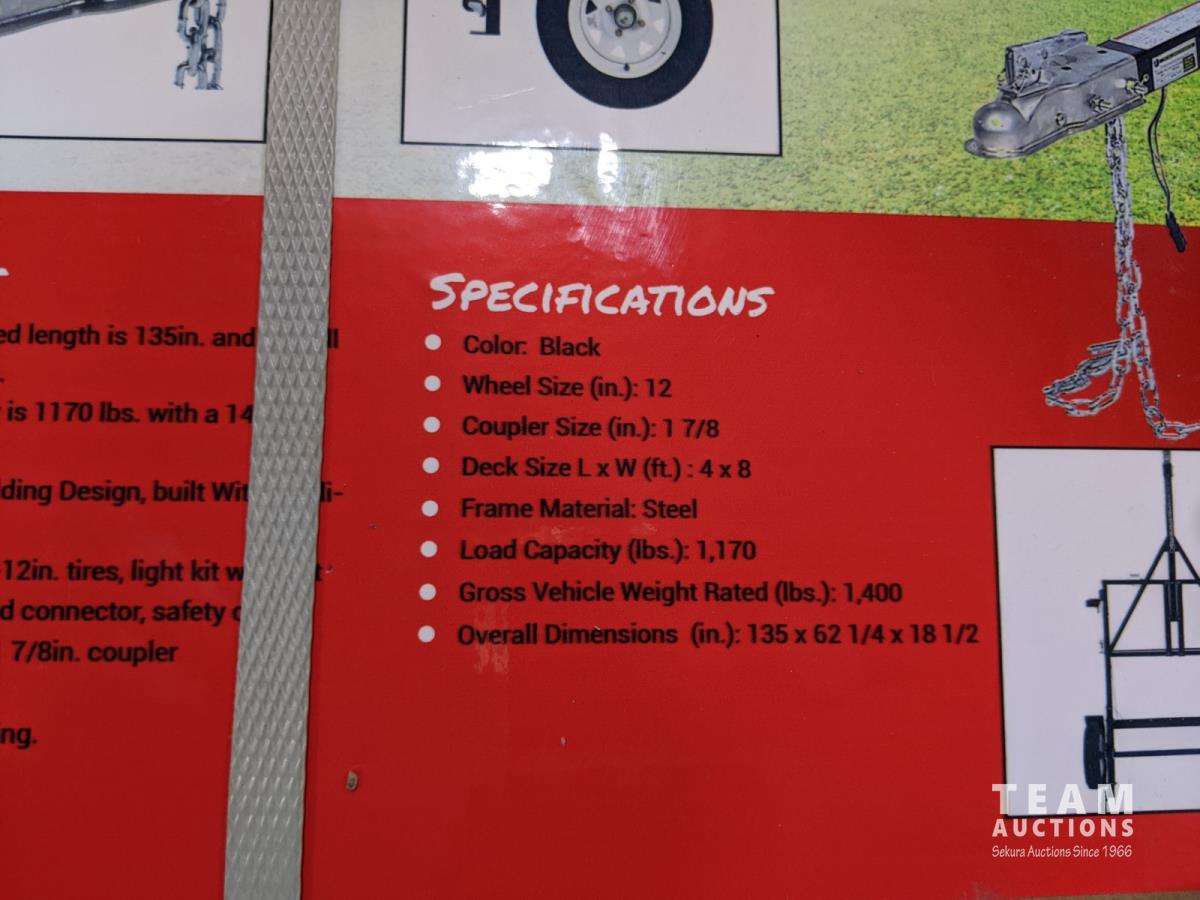 ed length is 135in. and
is 1170 lbs. with a 14
lding Design, built Wit
12in. tires, light kit
d connector, safety
7/8in. coupler
ng.
SPECIFICATIONS
Color: Black
Wheel Size (in.): 12
Coupler Size (in.): 1 7/8
Deck Size L x W (ft.) : 4 x 8
Frame Material: Steel
Load Capacity (lbs.): 1,170
Gross Vehicle Weight Rated (lbs.): 1,400
Overall Dimensions (in.): 135 x 62 1/4 x 18 1/2
TEAM
AUCTIONS
Sekura Auctions Since 1966